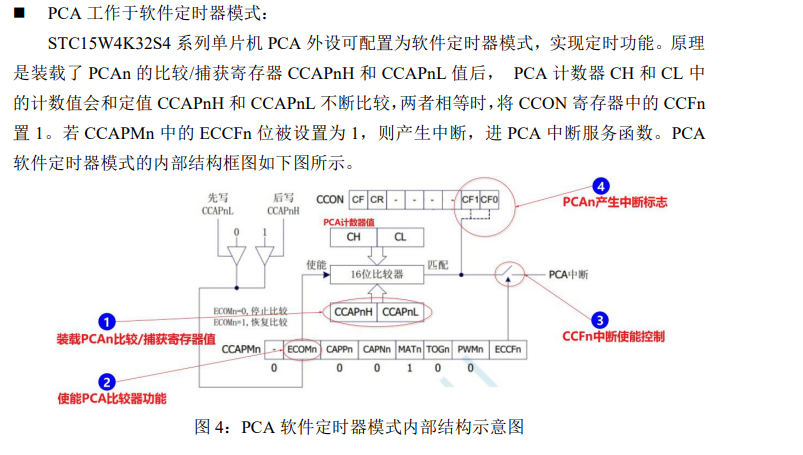 ■ PCA 工作于软件定时器模式：
STC15W4K32S4 系列单片机 PCA 外设可配置为软件定时器模式，实现定时功能。原理
是装载了 PCAn 的比较/捕获寄存器 CCAPnH 和 CCAPnL 值后， PCA 计数器 CH 和 CL 中
的计数值会和定值 CCAPnH 和 CCAPnL 不断比较，两者相等时，将 CCON 寄存器中的 CCFn
置 1。若 CCAPMn 中的 ECCFn 位被设置为 1，则产生中断，进 PCA 中断服务函数。PCA
软件定时器模式的内部结构框图如下图所示。
先写
CCAPnL
后写
CCAPnH
CCON CF CR - - - - CF1 CF0
4
PCAn产生中断标志
PCA计数器值
CH CL
0 1
使能
16位比较器
匹配
PCA中断
ECOMn=0,停止比较
ECOMn=1,恢复比较
CCAPnH CCAPnL
1
装载PCAn比较/捕获寄存器值
3
CCFn中断使能控制
CCAPMn - ECOMn CAPPn CAPNn MATn TOGn PWMn ECCFn
0 0 0 1 0 0
2
使能PCA比较器功能
图 4：PCA 软件定时器模式内部结构示意图